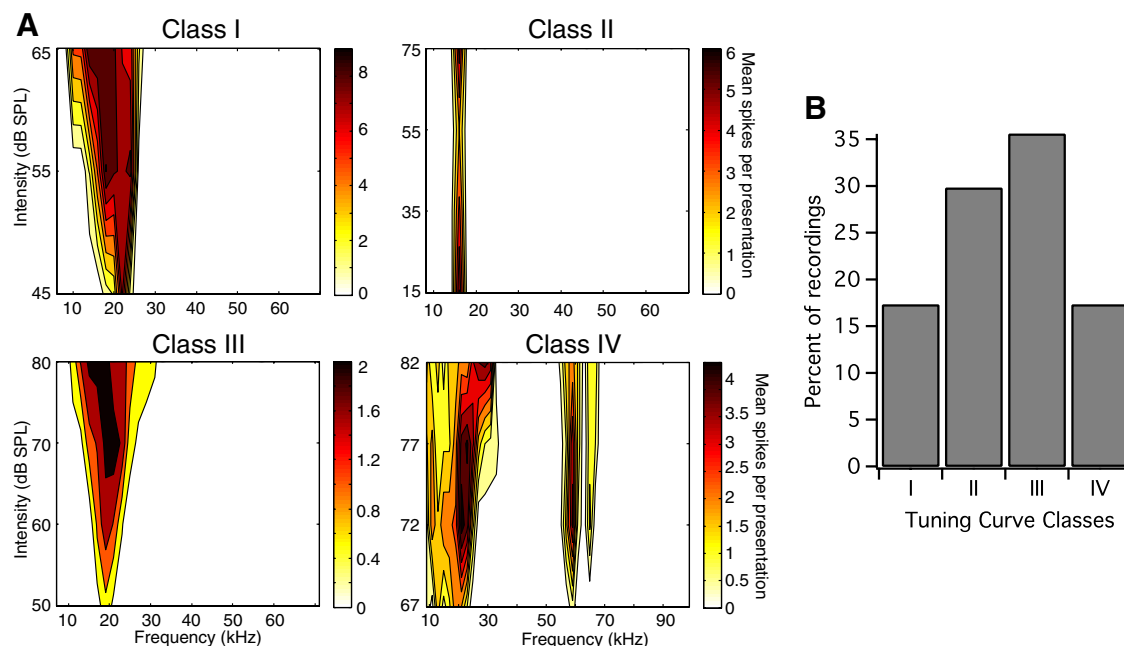 A
Class I
Intensity (dB SPL)
65
55
45
10 20 30 40 50 60
8
6
4
2
0
Class II
75
55
35
15
10 20 30 40 50 60
6
5
4
3
2
1
0
Mean spikes per presentation
Class III
Intensity (dB SPL)
80
70
60
50
10 20 30 40 50 60
Frequency (kHz)
2
1.6
1.2
0.8
0.4
0
Class IV
82
77
72
67
10 30 50 70 90
Frequency (kHz)
4
3.5
3
2.5
2
1.5
1
0.5
0
Mean spikes per presentation
B
Percent of recordings
35
30
25
20
15
10
5
0
I II III IV
Tuning Curve Classes